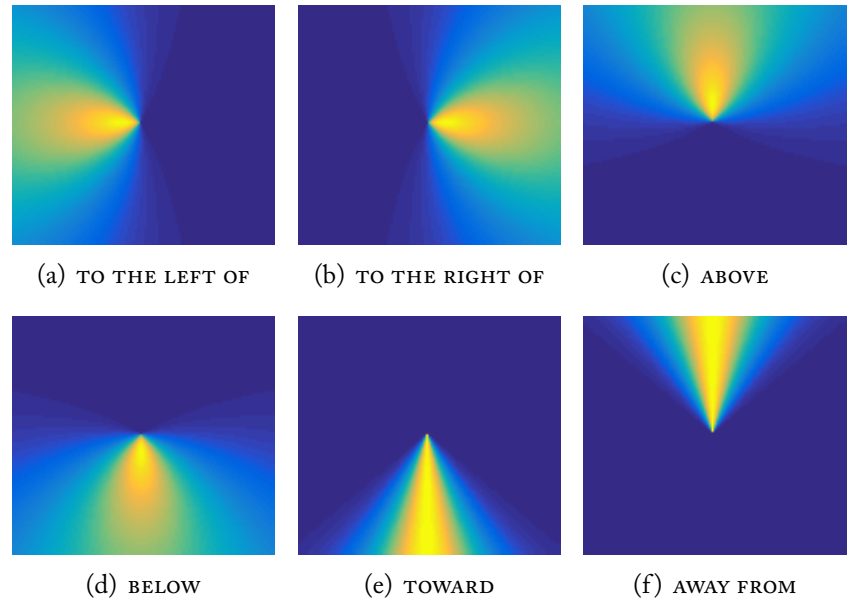 (a) TO THE LEFT OF
(b) TO THE RIGHT OF
(c) ABOVE
(d) BELOW
(e) TOWARD
(f) AWAY FROM